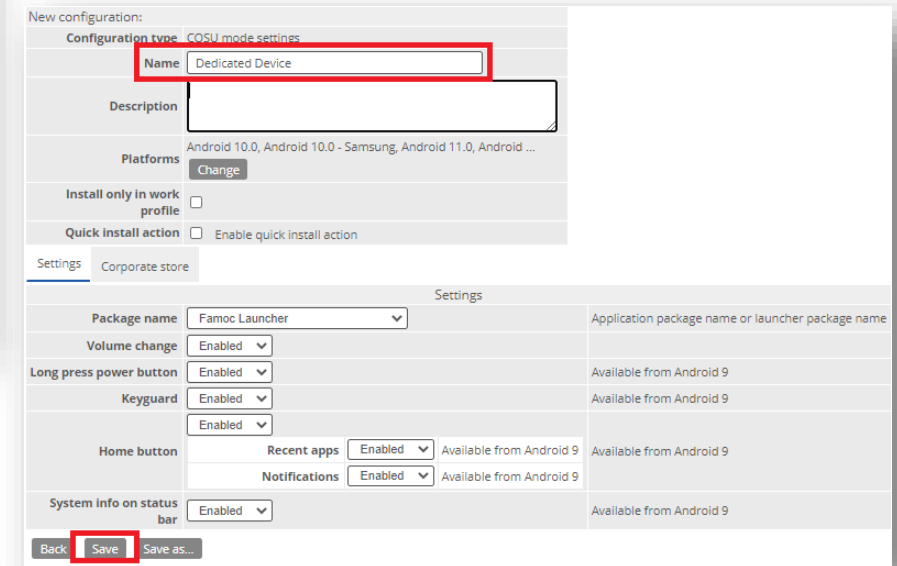 New configuration:
Configuration type COSU mode settings
Name Dedicated Device
Description
Platforms Android 10.0, Android 10.0 - Samsung, Android 11.0, Android ...
Change
Install only in work
profile
Quick install action Enable quick install action
Settings Corporate store
Settings
Package name Famoc Launcher Application package name or launcher package name
Volume change Enabled
Long press power button Enabled Available from Android 9
Keyguard Enabled Available from Android 9
Enabled
Home button Recent apps Enabled Available from Android 9 Available from Android 9
Notifications Enabled Available from Android 9
System info on status
bar Enabled Available from Android 9
Back Save Save as...